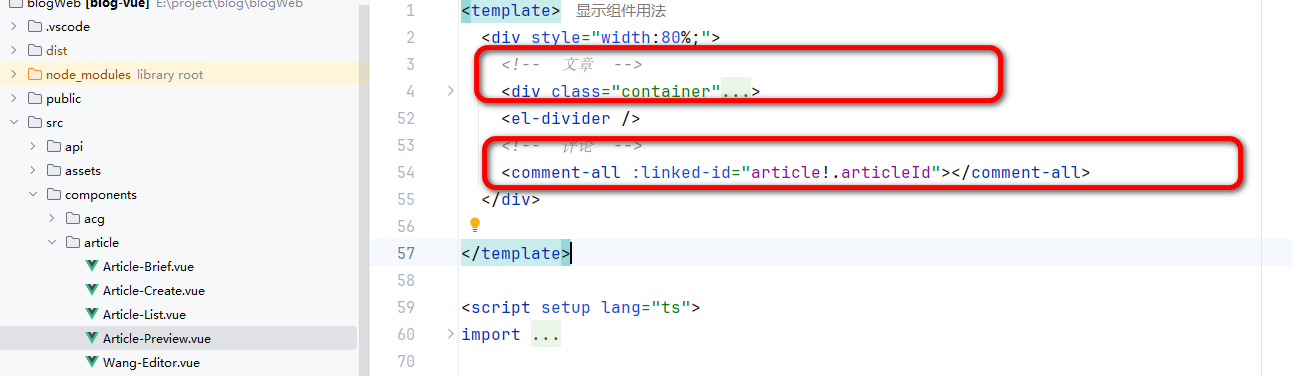 blogWeb [blog-vue] E:\project\blog\blogWeb
.vscode
dist
node_modules library root
public
src
api
assets
components
acg
article
Article-Brief.vue
Article-Create.vue
Article-List.vue
Article-Preview.vue
Wang-Editor.vue
1 <template> 显示组件用法
2 <div style="width:80%;">
3 <!-- 文章 -->
4 <div class="container"...>
52 <el-divider />
53 <!-- 评论 -->
54 <comment-all :linked-id="article!.articleId"></comment-all>
55 </div>
56
57 </template>
58
59 <script setup lang="ts">
60 import ...
70